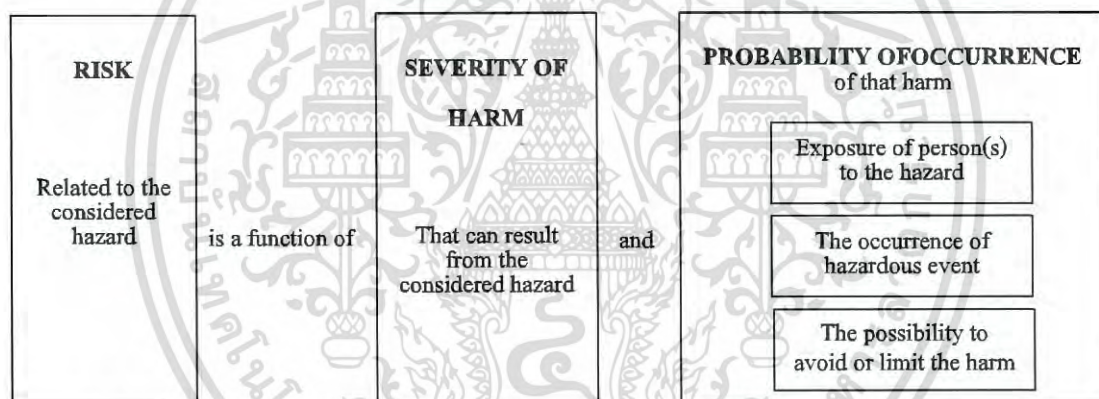 RISK
Related to the
considered
hazard
is a function of
SEVERITY OF
HARM
That can result
from the
considered hazard
and
PROBABILITY OFOCCURRENCE
of that harm
Exposure of person(s)
to the hazard
The occurrence of
hazardous event
The possibility to
avoid or limit the harm